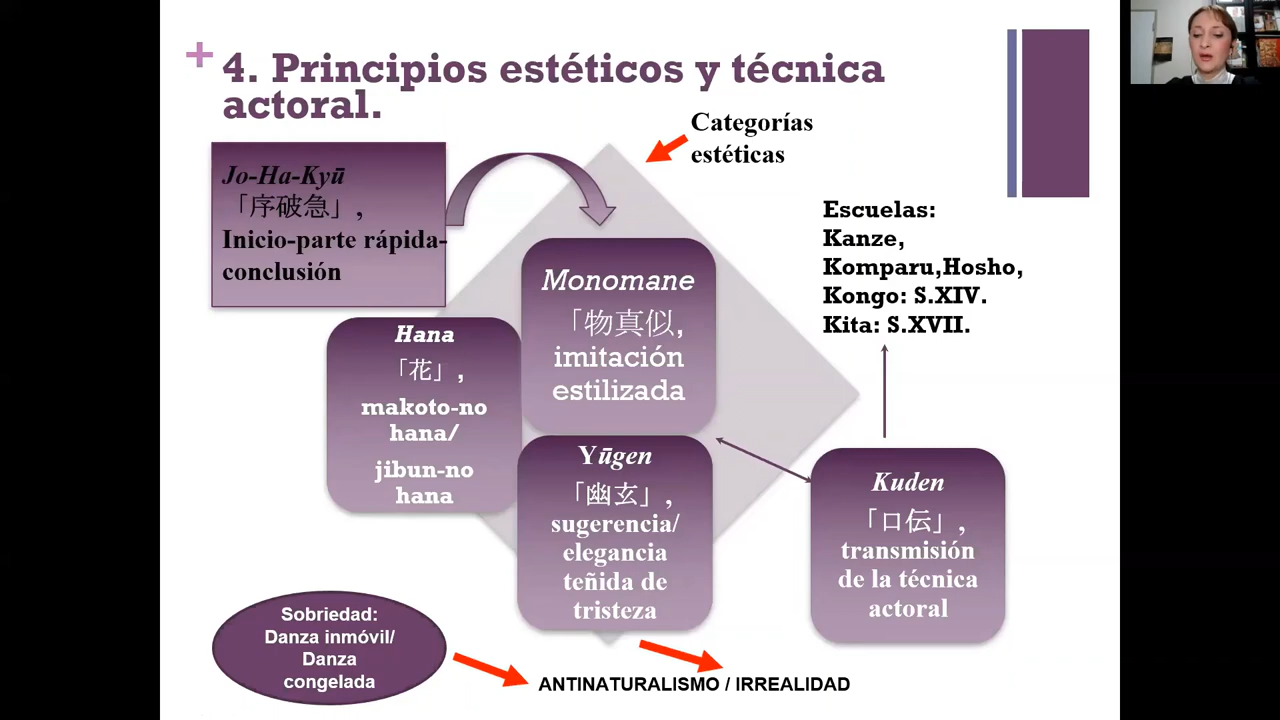 +
4. Principios estéticos y técnica
actoral.
Categorías
estéticas
Jo-Ha-Kyū
「序破急」,
Inicio-parte rápida-
conclusión
Escuelas:
Kanze,
Komparu,Hosho,
Kongo: S.XIV.
Kita: S.XVII.
Monomane
「物真似,
imitación
estilizada
Hana
「花」,
makoto-no
hana/
jibun-no
hana
Yūgen
「幽玄」,
sugerencia/
elegancia
teñida de
tristeza
Kuden
「口伝」,
transmisión
de la técnica
actoral
Sobriedad:
Danza inmóvil/
Danza
congelada
ANTINATURALISMO / IRREALIDAD